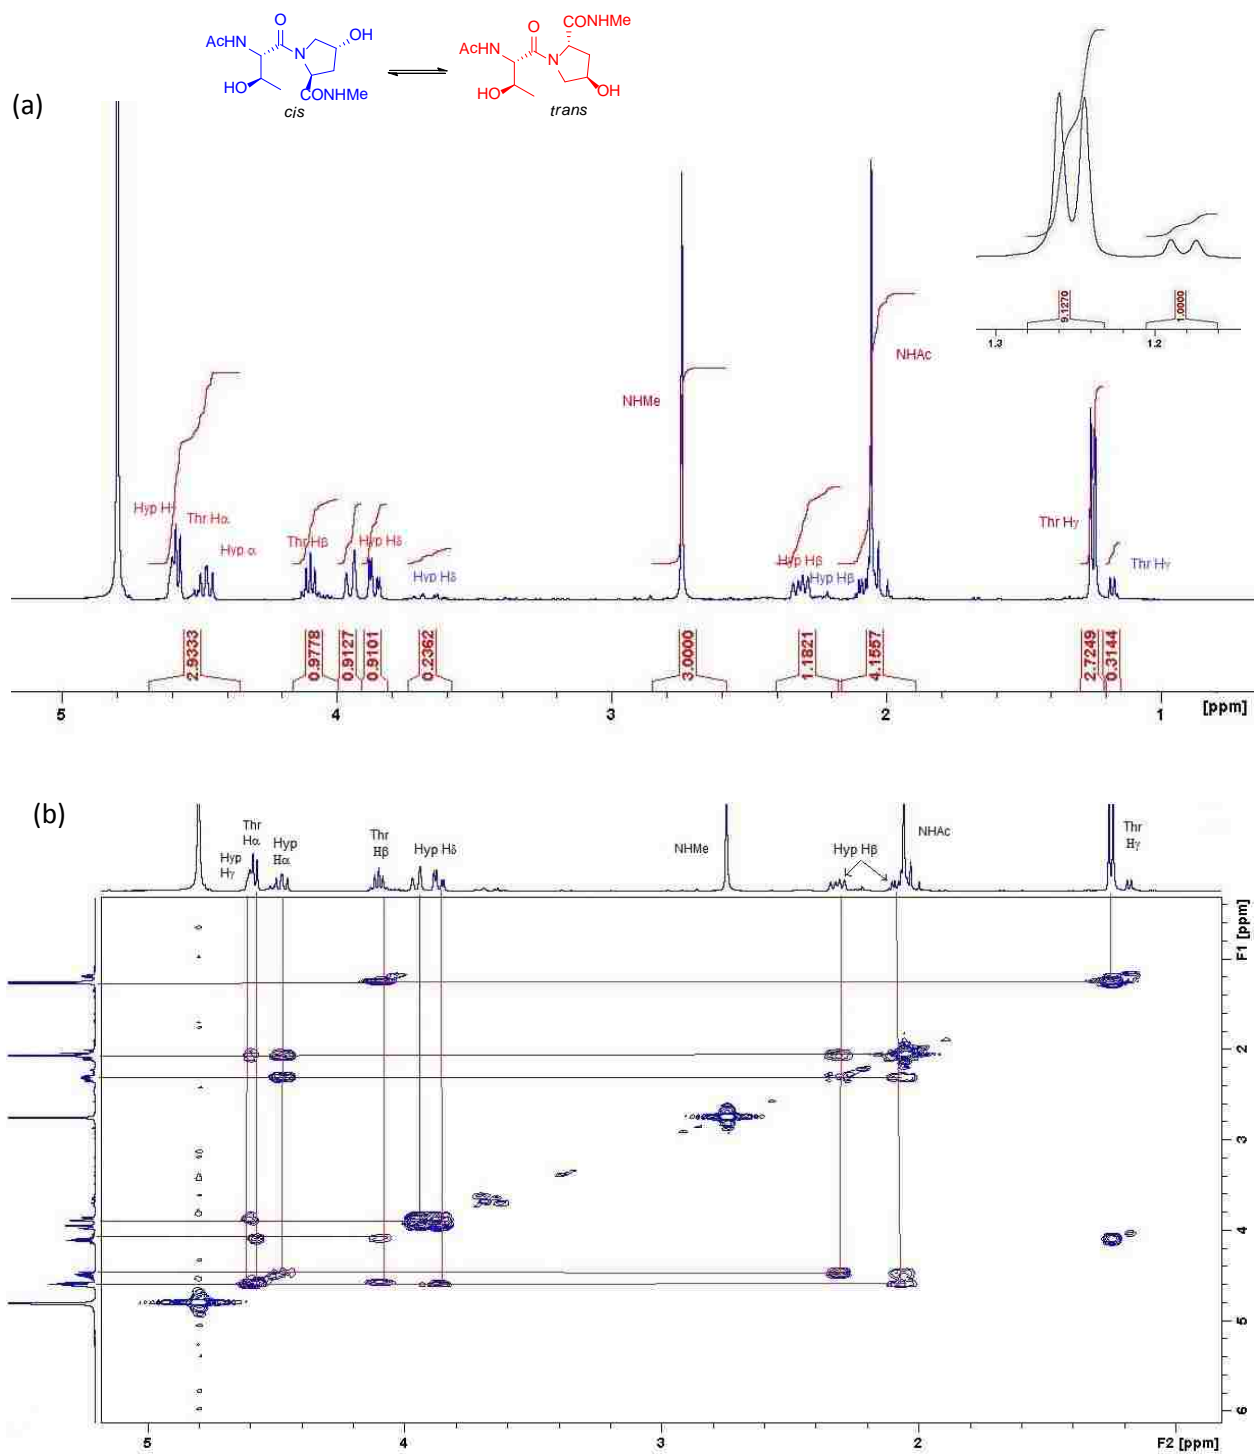 (a)
AcHN
O
N
OH
HO
CONHMe
cis
AcHN
O
N
CONHMe
HO
OH
trans
9.1270
1.0000
1.3
1.2
NHMe
NHAc
Hyp H
Thr Hα
Hyp α
Thr Hβ
Hyp Hδ
Hyp Hδ
Hyp Hβ
Hyp Hβ
Thr Hγ
Thr Hγ
2.9333
0.9778
0.9127
0.9101
0.2362
3.0000
1.1821
4.1557
2.7249
0.3144
5
4
3
2
1
[ppm]
(b)
Hyp
Hγ
Thr
Hα
Hyp
Hα
Thr
Hβ
Hyp Hδ
NHMe
Hyp Hβ
NHAc
Thr
Hγ
F1 [ppm]
2
3
4
5
6
5
4
3
2
F2 [ppm]